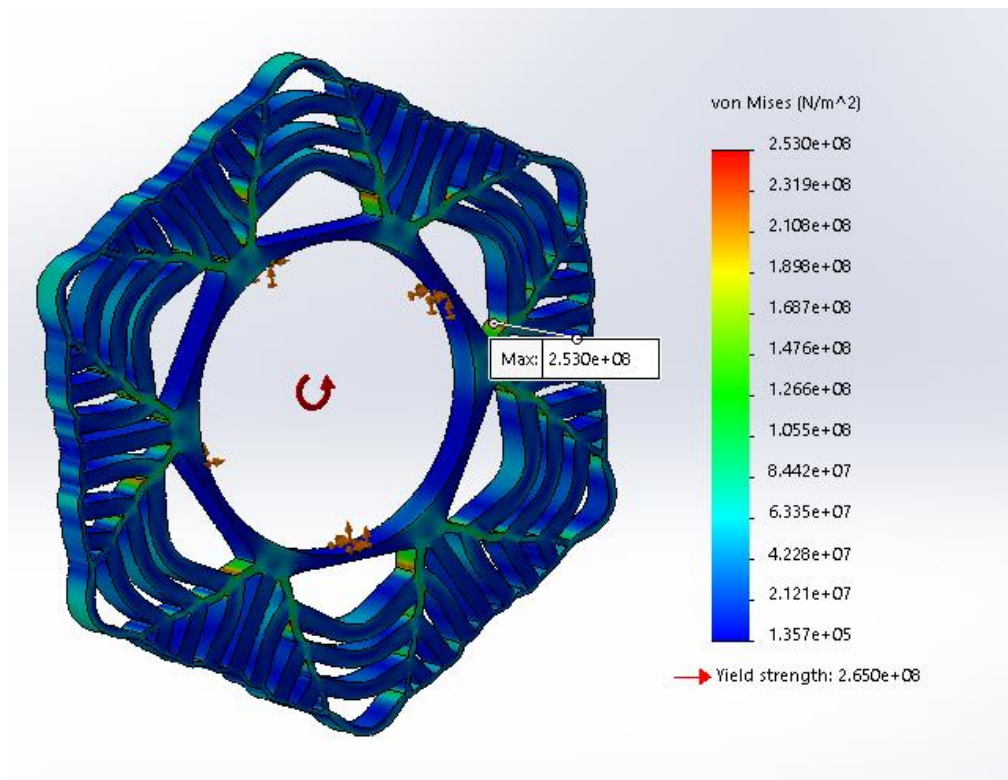 von Mises (N/m^2)
2.530e+08
2.319e+08
2.108e+08
1.898e+08
1.687e+08
1.476e+08
1.266e+08
1.055e+08
8.442e+07
6.335e+07
4.228e+07
2.121e+07
1.357e+05
Yield strength: 2.650e+08
Max: 2.530e+08